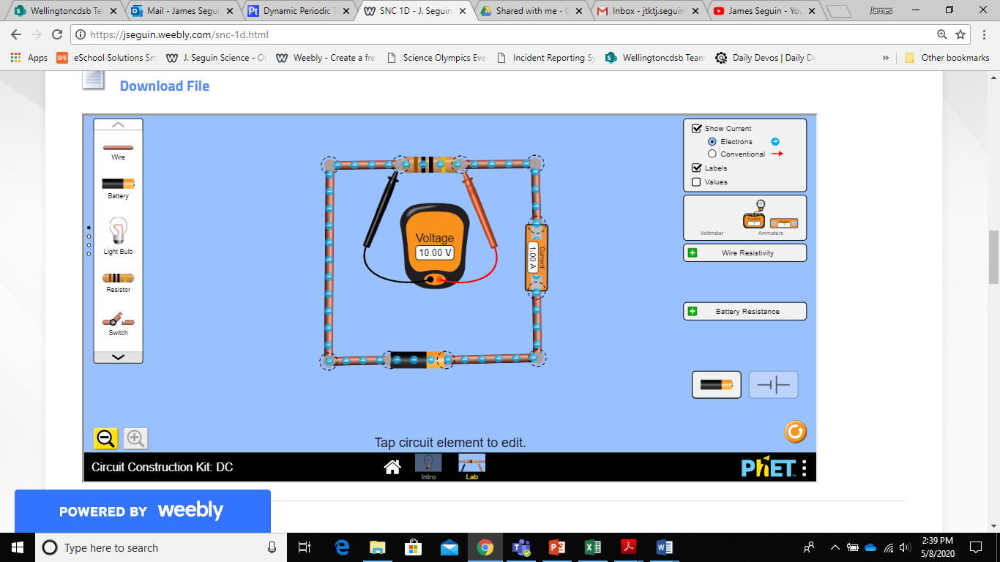 Wellingtoncdsb Tea
Mail - James Segui
Dynamic Periodic T
SNC 1D - J. Seguin
Shared with me - G
Inbox - jtktj.seguin
James Seguin - You
James
https://jseguin.weebly.com/snc-1d.html
Apps
SFE
eSchool Solutions Sm
J. Seguin Science - O
Weebly - Create a fre
Science Olympics Eve
Incident Reporting Sy
Wellingtoncdsb Team
Daily Devos | Daily De
»
Other bookmarks
Download File
Wire
Battery
Light Bulb
Resistor
Switch
Voltage
10.00 V
Current
1.00 A
Show Current
Electrons
Conventional
Labels
Values
Voltmeter
Ammeters
Wire Resistivity
Battery Resistance
Tap circuit element to edit.
Circuit Construction Kit: DC
Intro
Lab
PhET
POWERED BY weebly
Type here to search
2:39 PM
5/8/2020